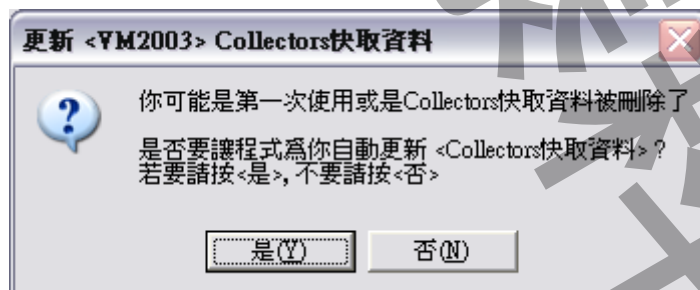 更新 <VM2003> Collectors快取資料
你可能是第一次使用或是Collectors快取資料被刪除了
是否要讓程式為你自動更新 <Collectors快取資料> ?
若要請按<是>, 不要請按<否>
是(Y)
否(N)